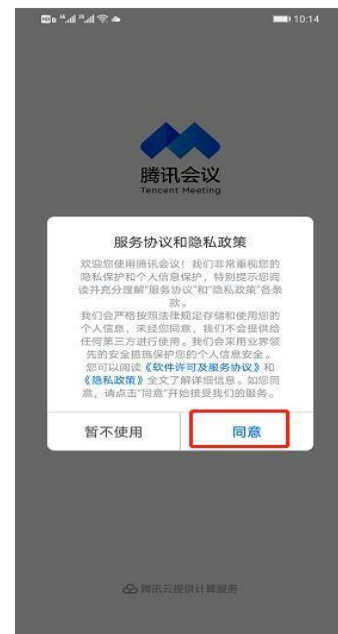 10:14
腾讯会议
Tencent Meeting
服务协议和隐私政策
欢迎您使用腾讯会议！我们非常重视您的
隐私保护和个人信息保护，特别提示您阅
读并充分理解“服务协议”和“隐私政策”各条
款。
我们会严格按照法律规定存储和使用您的
个人信息，未经您同意，我们不会提供给
任何第三方进行使用。我们会采用业界领
先的安全措施保护您的个人信息安全。
您可以阅读《软件许可及服务协议》和
《隐私政策》全文了解详细信息。如您同
意，请点击“同意”开始接受我们的服务。
暂不使用
同意
腾讯云提供计算服务